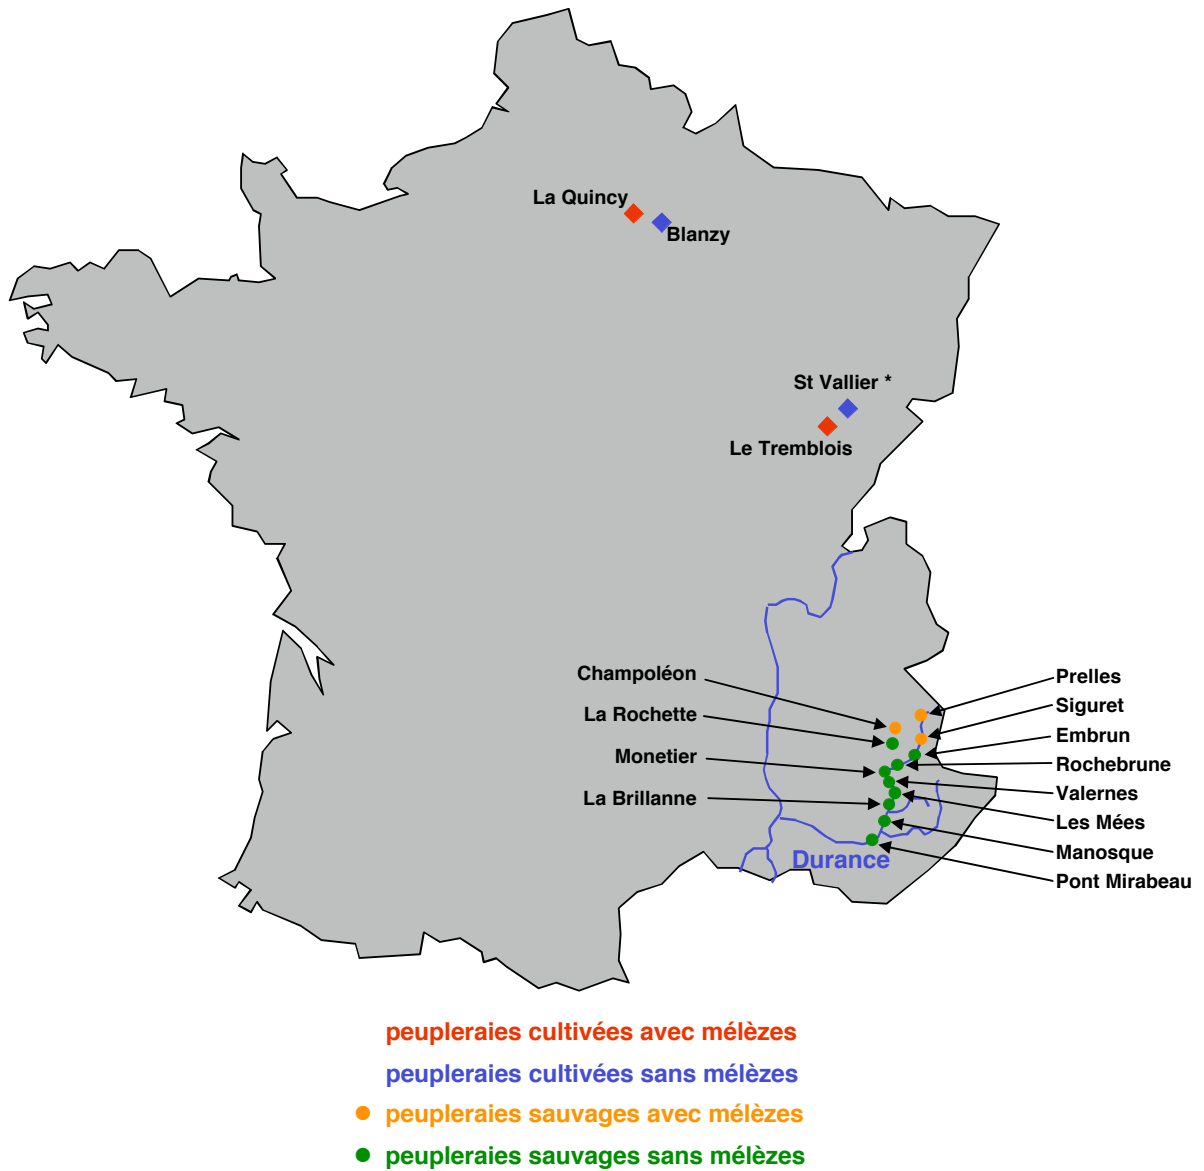 La Quincy
Blanzy
St Vallier *
Le Tremblois
Champoléon
La Rochette
Monetier
La Brillanne
Prelles
Siguret
Embrun
Rochebrune
Valernes
Les Mées
Manosque
Pont Mirabeau
Durance
peupleraies cultivées avec mélèzes
peupleraies cultivées sans mélèzes
peupleraies sauvages avec mélèzes
peupleraies sauvages sans mélèzes